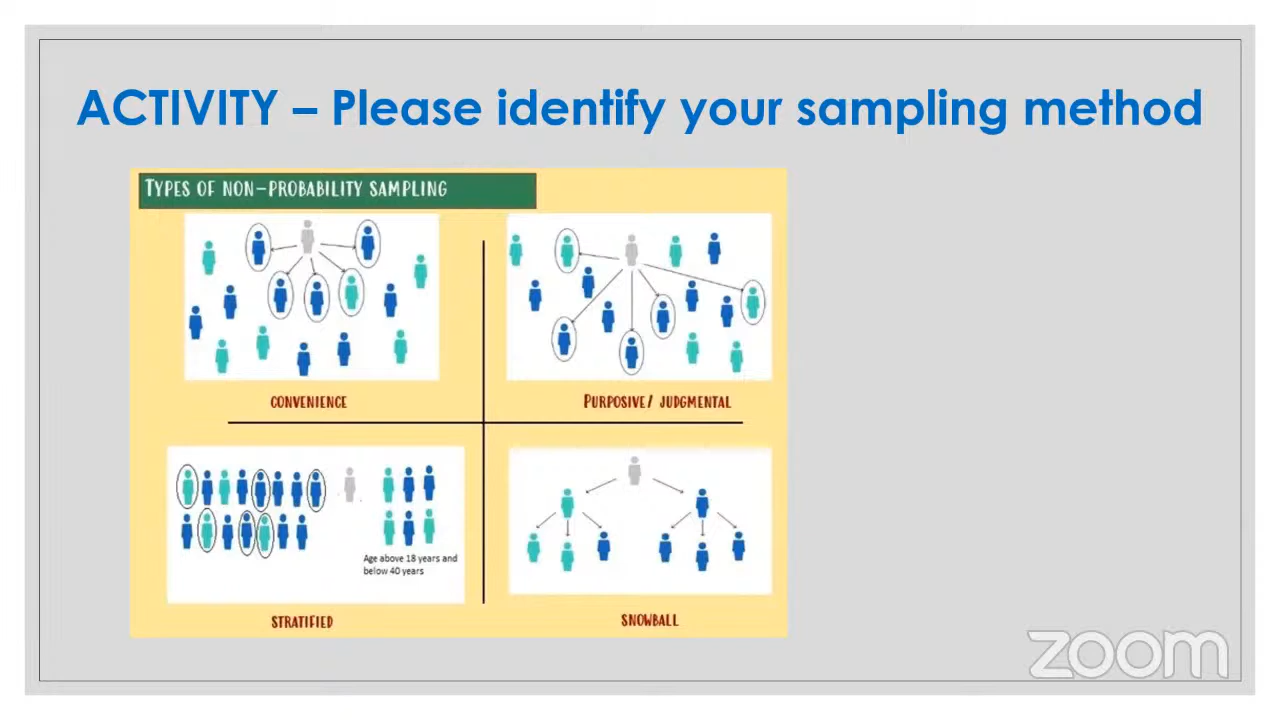 ACTIVITY – Please identify your sampling method
TYPES OF NON-PROBABILITY SAMPLING
CONVENIENCE
PURPOSIVE/ JUDGMENTAL
Age above 18 years and
below 40 years
STRATIFIED
SNOWBALL
zoom